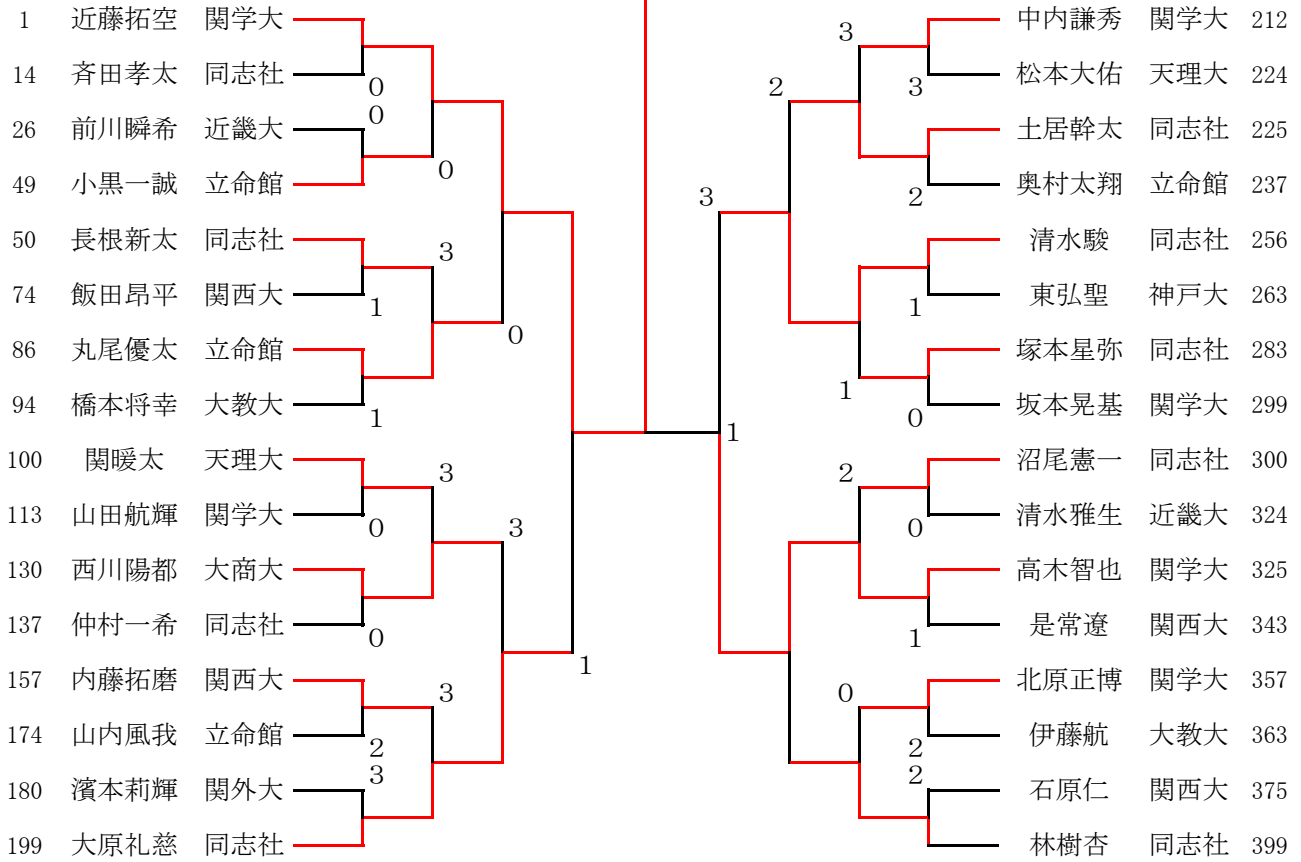 1 近藤拓空 関学大
14 斉田孝太 同志社
26 前川瞬希 近畿大
49 小黒一誠 立命館
50 長根新太 同志社
74 飯田昂平 関西大
86 丸尾優太 立命館
94 橋本将幸 大教大
100 関暖太 天理大
113 山田航輝 関学大
130 西川陽都 大商大
137 仲村一希 同志社
157 内藤拓磨 関西大
174 山内風我 立命館
180 濱本莉輝 関外大
199 大原礼慈 同志社
0
0
0
3
1
0
1
3
0
3
0
1
3
2
3
中内謙秀 関学大 212
松本大佑 天理大 224
土居幹太 同志社 225
奥村太翔 立命館 237
清水駿 同志社 256
東弘聖 神戸大 263
塚本星弥 同志社 283
坂本晃基 関学大 299
沼尾憲一 同志社 300
清水雅生 近畿大 324
高木智也 関学大 325
是常遼 関西大 343
北原正博 関学大 357
伊藤航 大教大 363
石原仁 関西大 375
林樹杏 同志社 399
3
2
3
2
3
1
1
0
1
2
0
1
0
2
2